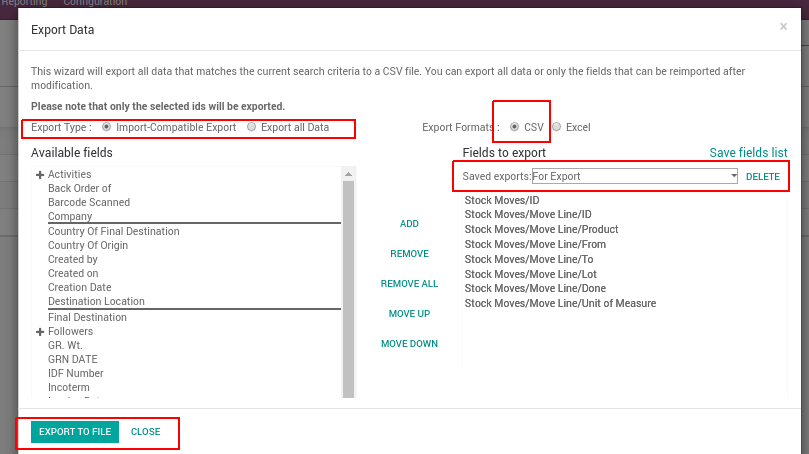 Reporting Configuration
Export Data ×
This wizard will export all data that matches the current search criteria to a CSV file. You can export all data or only the fields that can be reimported after
modification.
Please note that only the selected ids will be exported.
Export Type : Import-Compatible Export Export all Data
Export Formats : CSV Excel
Available fields
Activities
Back Order of
Barcode Scanned
Company
Country Of Final Destination
Country Of Origin
Created by
Created on
Creation Date
Destination Location
Final Destination
Followers
GR. Wt.
GRN DATE
IDF Number
Incoterm
ADD
REMOVE
REMOVE ALL
MOVE UP
MOVE DOWN
Fields to export Save fields list
Saved exports: For Export DELETE
Stock Moves/ID
Stock Moves/Move Line/ID
Stock Moves/Move Line/Product
Stock Moves/Move Line/From
Stock Moves/Move Line/To
Stock Moves/Move Line/Lot
Stock Moves/Move Line/Done
Stock Moves/Move Line/Unit of Measure
EXPORT TO FILE CLOSE